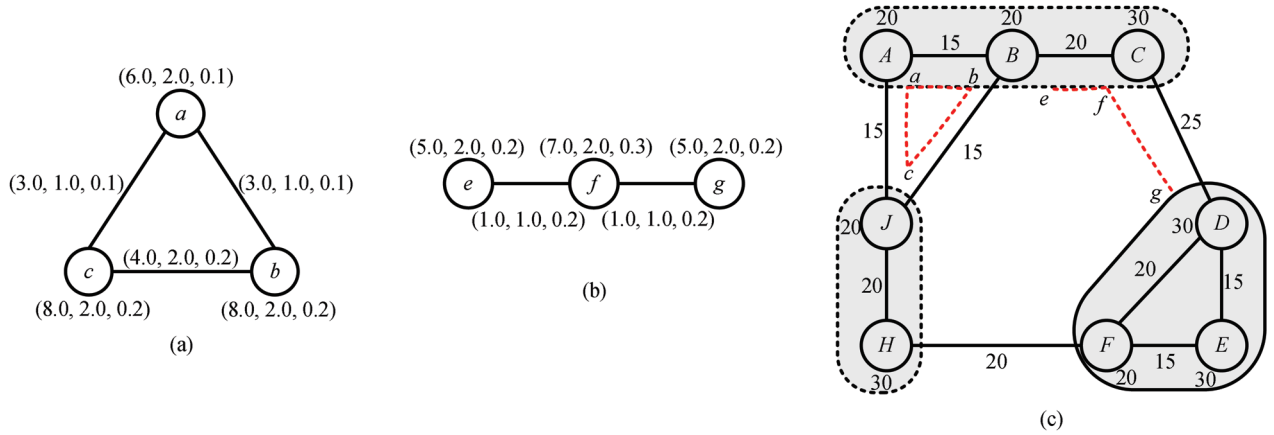 (6.0, 2.0, 0.1)
a
(3.0, 1.0, 0.1)
(3.0, 1.0, 0.1)
c
(4.0, 2.0, 0.2)
b
(8.0, 2.0, 0.2)
(8.0, 2.0, 0.2)
(a)
(5.0, 2.0, 0.2)
(7.0, 2.0, 0.3)
(5.0, 2.0, 0.2)
e
f
g
(1.0, 1.0, 0.2)
(1.0, 1.0, 0.2)
(b)
20
20
30
A
15
B
20
C
a
b
e
f
15
15
25
c
g
20
J
30
D
20
20
15
H
20
F
15
E
30
20
30
(c)